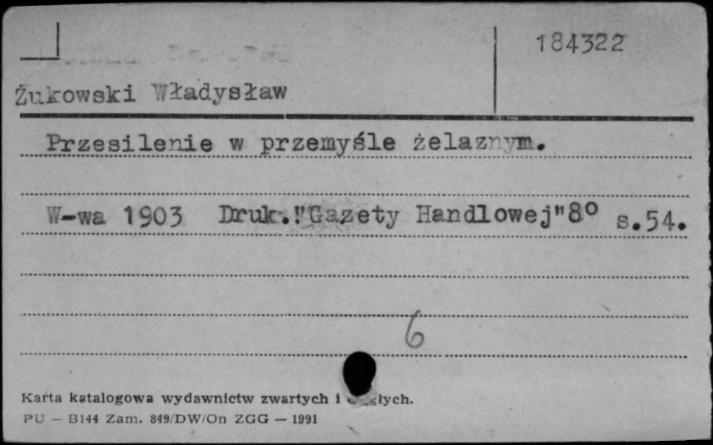 184322
Żukowski Władysław
Przesilenie w przemyśle żelaznym.
W-wa 1903 Druk."Gazety Handlowej"8° s.54.
6
Karta katalogowa wydawnictw zwartych i ciągłych.
PU — B144 Zam. 849/DW/On ZGG — 1991